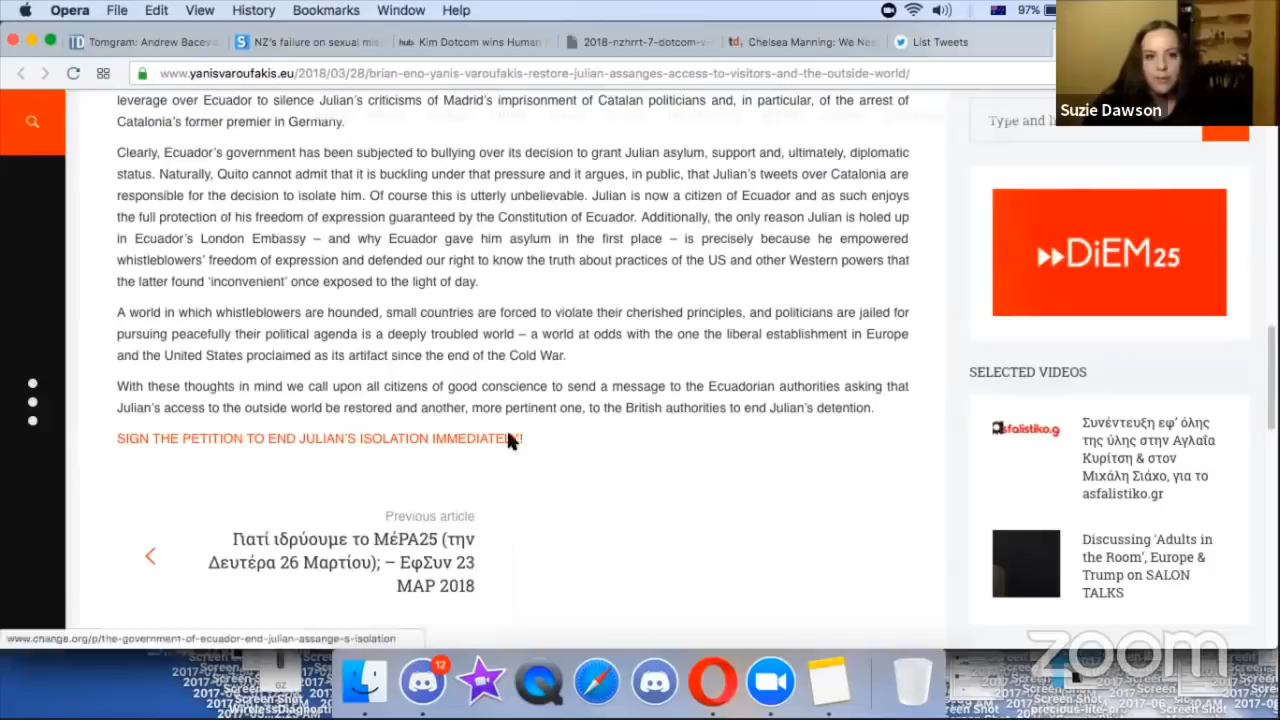 Opera File Edit View History Bookmarks Window Help 97%
Tomgram: Andrew Baceva
NZ's failure on sexual mis
hub. Kim Dotcom wins Human
2018-nzhrrt-7-dotcom-v-
td. Chelsea Manning: We Ne
List Tweets
www.yanisvaroufakis.eu/2018/03/28/brian-eno-yanis-varoufakis-restore-julian-assanges-access-to-visitors-and-the-outside-world/
Suzie Dawson
leverage over Ecuador to silence Julian's criticisms of Madrid's imprisonment of Catalan politicians and, in particular, of the arrest of
Catalonia's former premier in Germany.
Clearly, Ecuador's government has been subjected to bullying over its decision to grant Julian asylum, support and, ultimately, diplomatic
status. Naturally, Quito cannot admit that it is buckling under that pressure and it argues, in public, that Julian's tweets over Catalonia are
responsible for the decision to isolate him. Of course this is utterly unbelievable. Julian is now a citizen of Ecuador and as such enjoys
the full protection of his freedom of expression guaranteed by the Constitution of Ecuador. Additionally, the only reason Julian is holed up
in Ecuador's London Embassy – and why Ecuador gave him asylum in the first place – is precisely because he empowered
whistleblowers' freedom of expression and defended our right to know the truth about practices of the US and other Western powers that
the latter found 'inconvenient' once exposed to the light of day.
A world in which whistleblowers are hounded, small countries are forced to violate their cherished principles, and politicians are jailed for
pursuing peacefully their political agenda is a deeply troubled world – a world at odds with the one the liberal establishment in Europe
and the United States proclaimed as its artifact since the end of the Cold War.
With these thoughts in mind we call upon all citizens of good conscience to send a message to the Ecuadorian authorities asking that
Julian's access to the outside world be restored and another, more pertinent one, to the British authorities to end Julian's detention.
SIGN THE PETITION TO END JULIAN'S ISOLATION IMMEDIATELY!
Previous article
Γιατί ιδρύουμε το ΜέΡΑ25 (την
Δευτέρα 26 Μαρτίου); – ΕφΣυν 23
ΜΑΡ 2018
Type and
DiEM25
SELECTED VIDEOS
asfalistiko.g
Συνέντευξη εφ' όλης
της ύλης στην Αγλαΐα
Κυρίτση & στον
Μιχάλη Σιάχο, για το
asfalistiko.gr
Discussing 'Adults in
the Room', Europe &
Trump on SALON
TALKS
www.change.org/p/the-government-of-ecuador-end-julian-assange-s-isolation
12
zoom